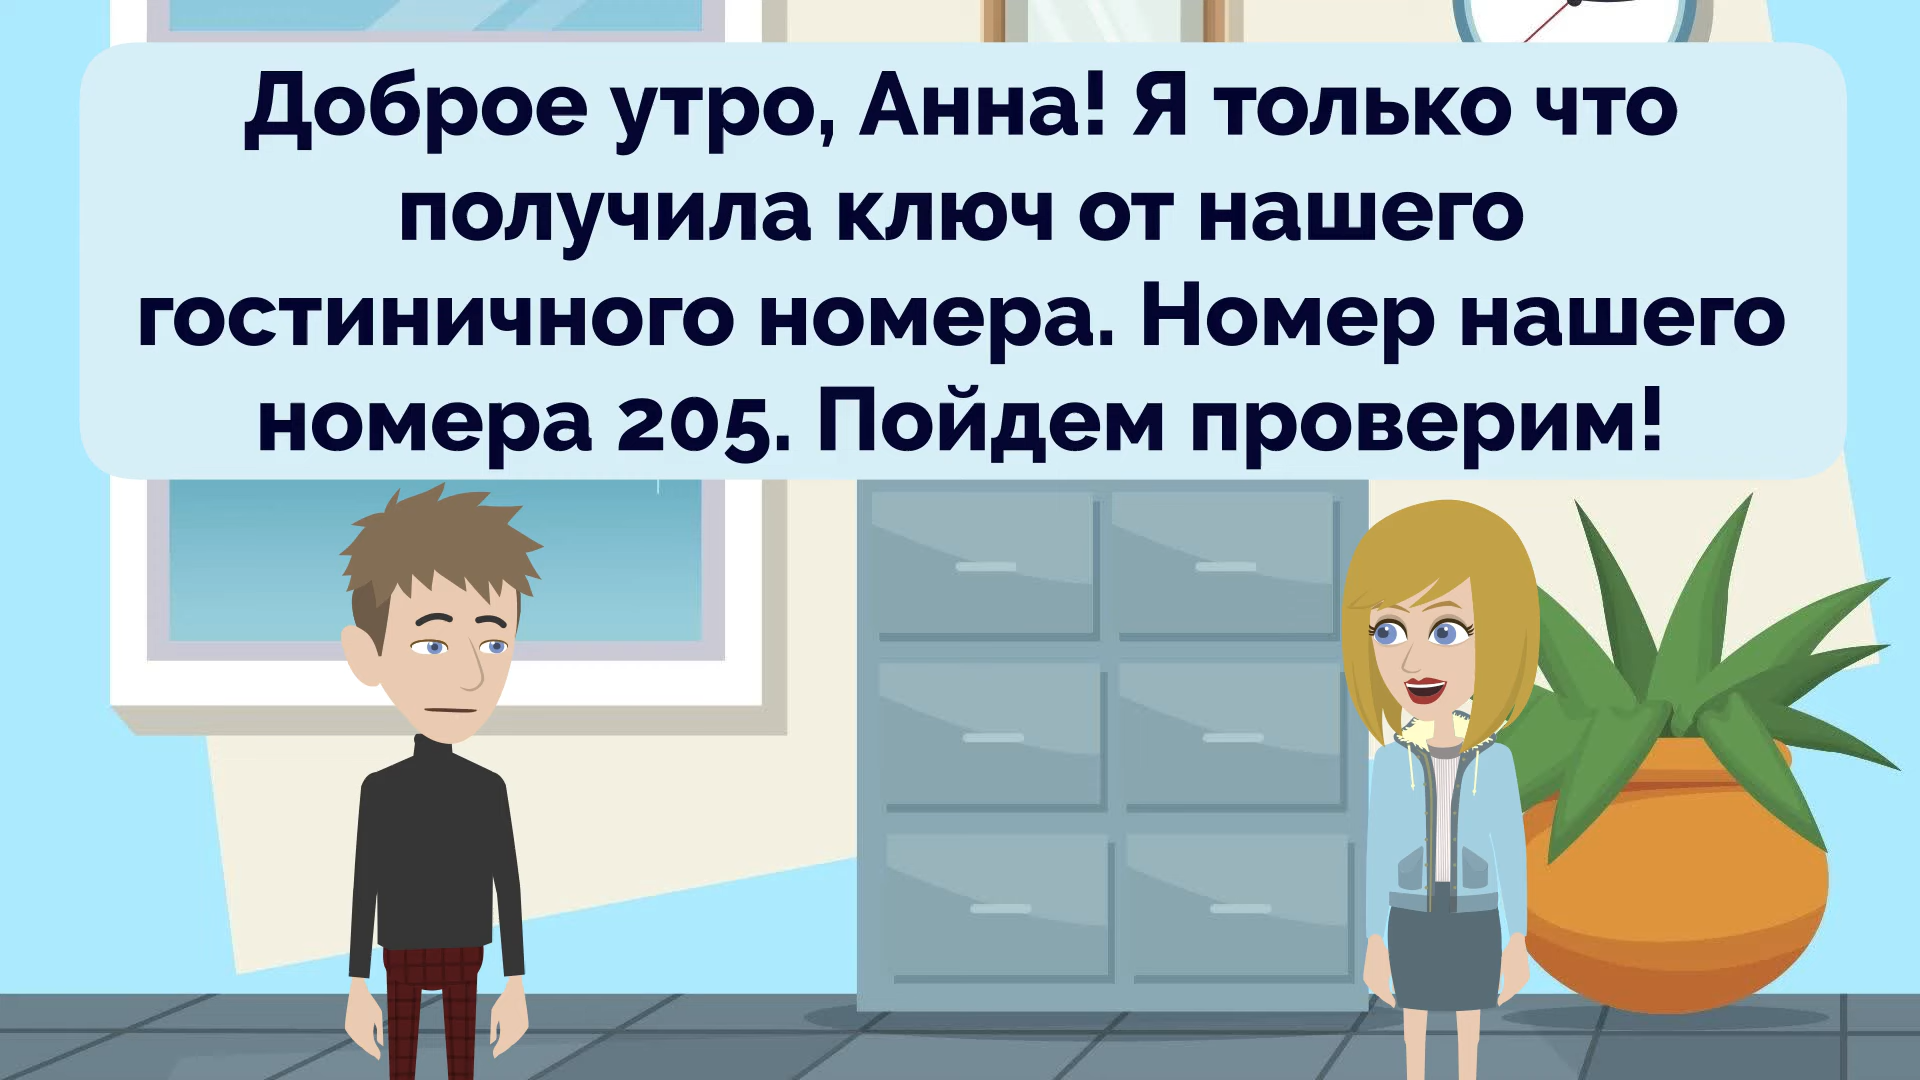 Доброе утро, Анна! Я только что
получила ключ от нашего
гостиничного номера. Номер нашего
номера 205. Пойдем проверим!